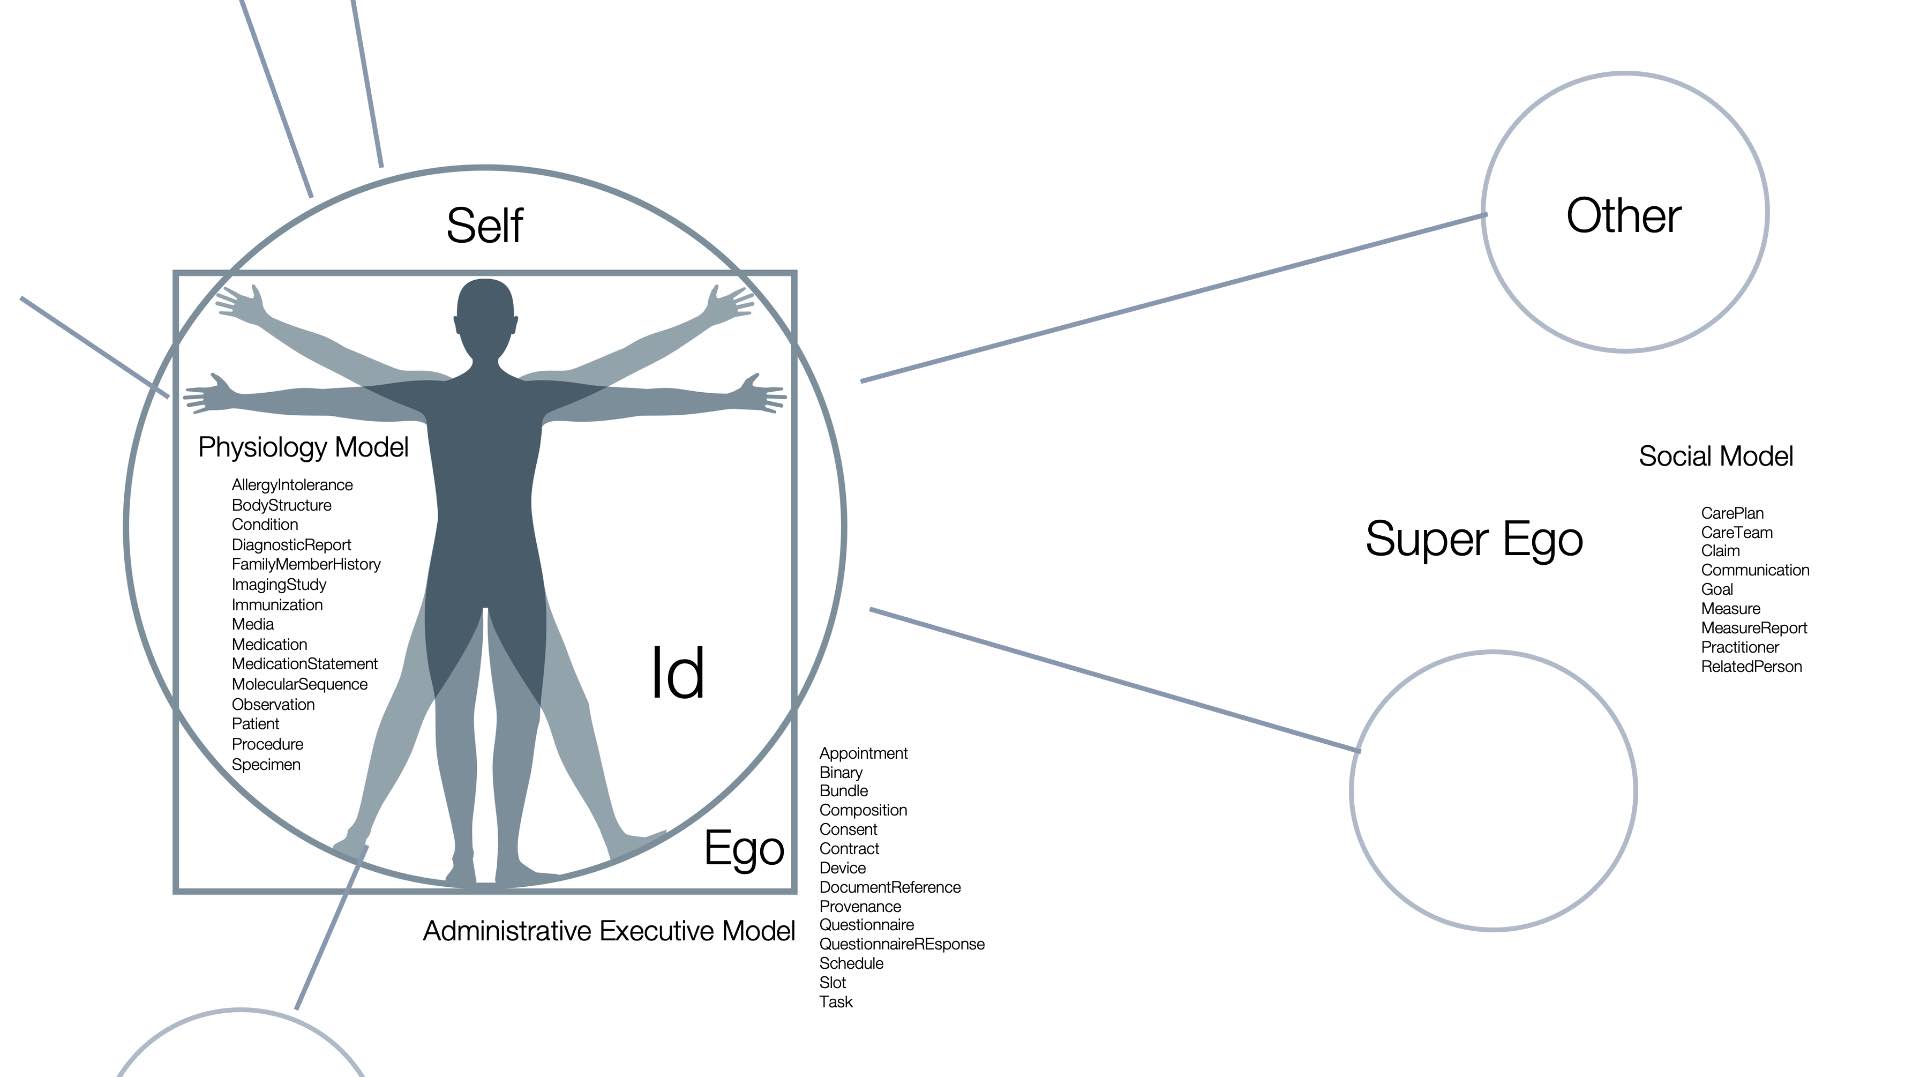 Self
Other
Physiology Model
AllergyIntolerance
BodyStructure
Condition
DiagnosticReport
FamilyMemberHistory
ImagingStudy
Immunization
Media
Medication
MedicationStatement
MolecularSequence
Observation
Patient
Procedure
Specimen
Id
Ego
Administrative Executive Model
Appointment
Binary
Bundle
Composition
Consent
Contract
Device
DocumentReference
Provenance
Questionnaire
QuestionnaireREsponse
Schedule
Slot
Task
Super Ego
Social Model
CarePlan
CareTeam
Claim
Communication
Goal
Measure
MeasureReport
Practitioner
RelatedPerson